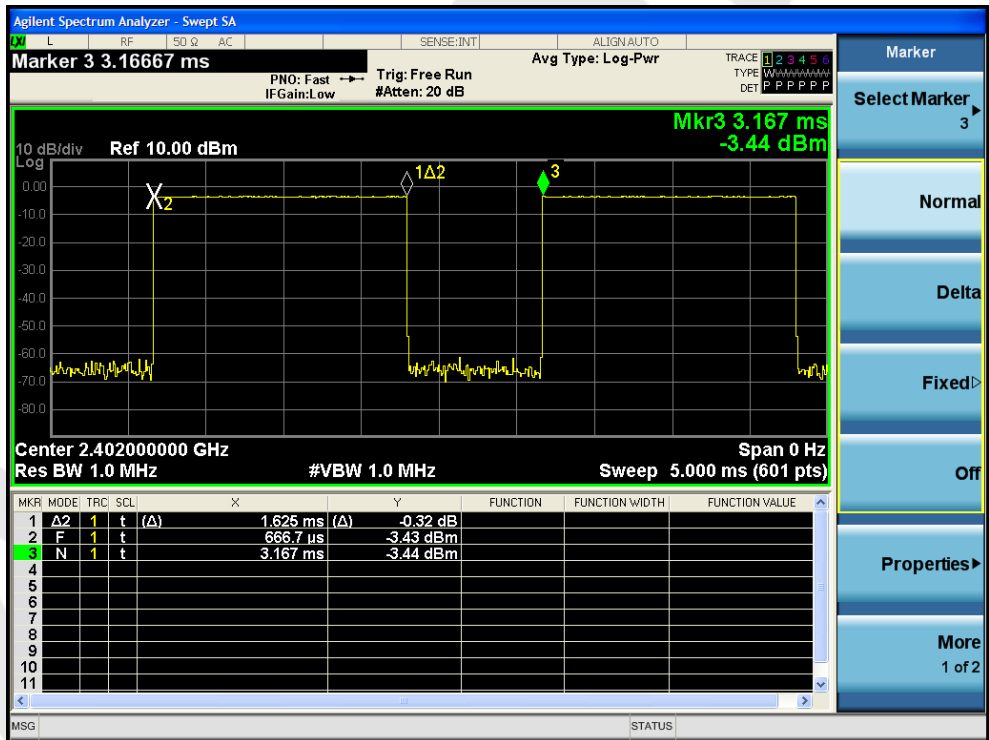 Agilent Spectrum Analyzer - Swept SA
LXI L RF 50 Ω AC SENSE:INT ALIGN AUTO
Marker 3 3.16667 ms
PNO: Fast
IFGain:Low
Trig: Free Run
#Atten: 20 dB
Avg Type: Log-Pwr
TRACE 1 2 3 4 5 6
TYPE WWWWWW
DET P P P P P P
Mkr3 3.167 ms
-3.44 dBm
10 dB/div Ref 10.00 dBm
Log
0.00
-10.0
-20.0
-30.0
-40.0
-50.0
-60.0
-70.0
-80.0
X2
1Δ2
3
Center 2.402000000 GHz Span 0 Hz
Res BW 1.0 MHz #VBW 1.0 MHz Sweep 5.000 ms (601 pts)
MKR MODE TRC SCL X Y FUNCTION FUNCTION WIDTH FUNCTION VALUE
1 Δ2 1 t (Δ) 1.625 ms (Δ) -0.32 dB
2 F 1 t 666.7 µs -3.43 dBm
3 N 1 t 3.167 ms -3.44 dBm
4
5
6
7
8
9
10
11
MSG STATUS
Marker
Select Marker
3
Normal
Delta
Fixed
Off
Properties
More
1 of 2